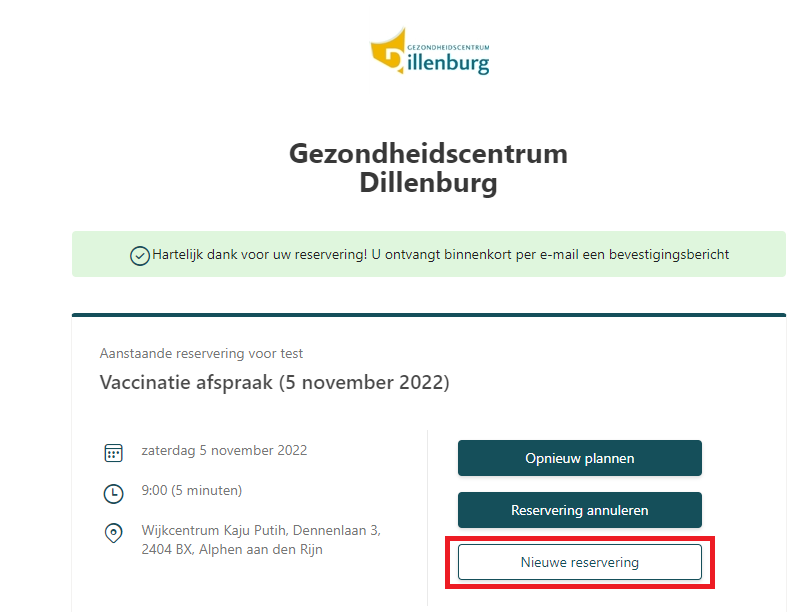 GEZONDHEIDSCENTRUM
Dillenburg
Gezondheidscentrum
Dillenburg
Hartelijk dank voor uw reservering! U ontvangt binnenkort per e-mail een bevestigingsbericht
Aanstaande reservering voor test
Vaccinatie afspraak (5 november 2022)
zaterdag 5 november 2022
9:00 (5 minuten)
Wijkcentrum Kaju Putih, Dennenlaan 3,
2404 BX, Alphen aan den Rijn
Opnieuw plannen
Reservering annuleren
Nieuwe reservering